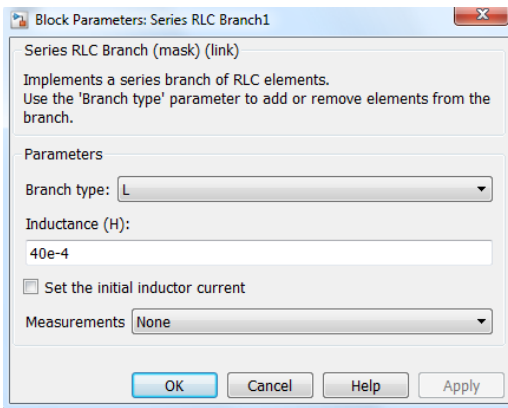 Block Parameters: Series RLC Branch1
Series RLC Branch (mask) (link)
Implements a series branch of RLC elements.
Use the 'Branch type' parameter to add or remove elements from the
branch.
Parameters
Branch type: L
Inductance (H):
40e-4
Set the initial inductor current
Measurements None
OK Cancel Help Apply